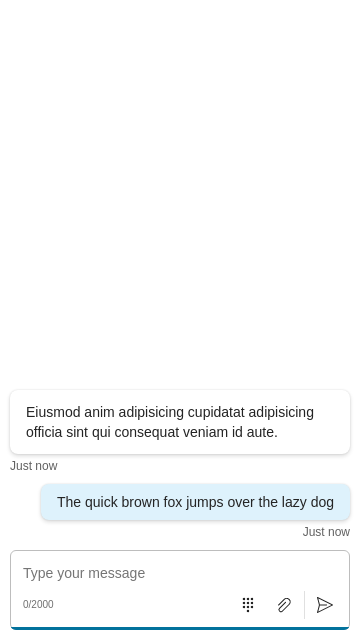 Eiusmod anim adipisicing cupidatat adipisicing
officia sint qui consequat veniam id aute.
Just now
The quick brown fox jumps over the lazy dog
Just now
Type your message
0/2000